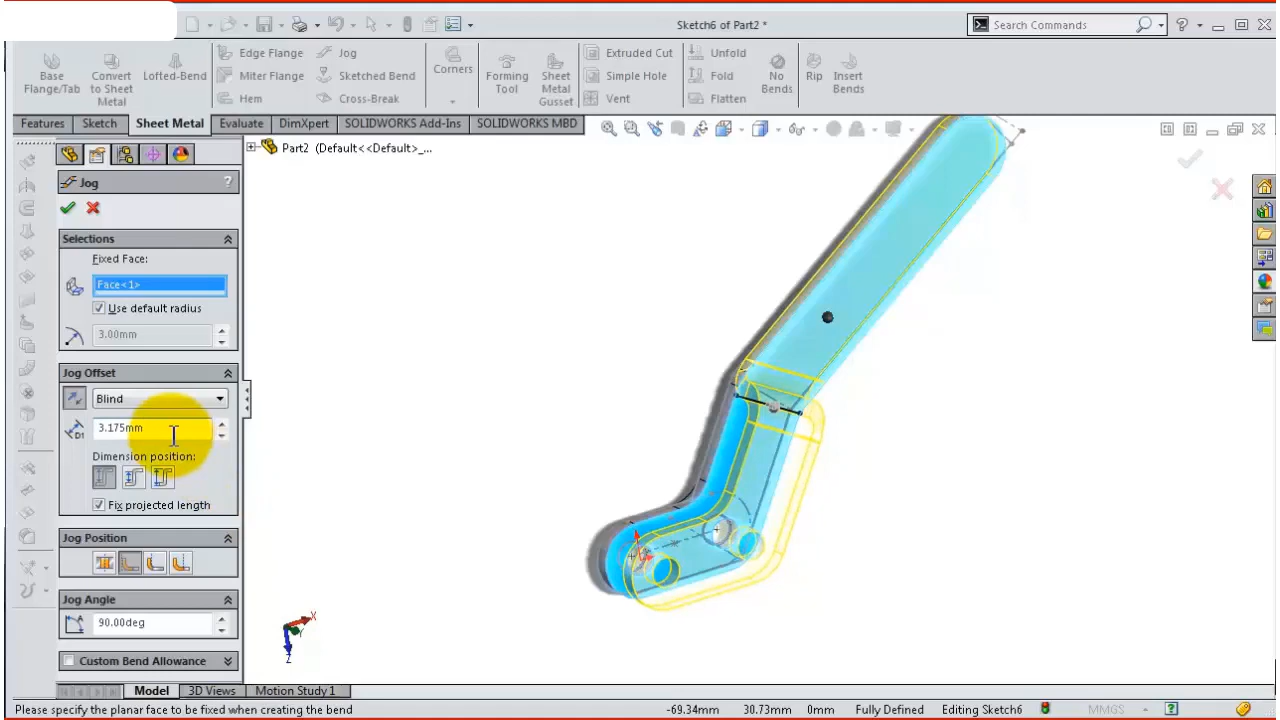 Sketch6 of Part2 *
Search Commands
?
Base Flange/Tab
Convert to Sheet Metal
Lofted-Bend
Edge Flange
Miter Flange
Hem
Jog
Sketched Bend
Cross-Break
Corners
Forming Tool
Sheet Metal Gusset
Extruded Cut
Simple Hole
Vent
Unfold
Fold
Flatten
No Bends
Rip
Insert Bends
Features
Sketch
Sheet Metal
Evaluate
DimXpert
SOLIDWORKS Add-Ins
SOLIDWORKS MBD
Part2 (Default<<Default>_...
Jog
?
Selections
Fixed Face:
Face<1>
Use default radius
3.00mm
Jog Offset
Blind
D1
3.175mm
Dimension position:
Fix projected length
Jog Position
Jog Angle
90.00deg
Custom Bend Allowance
X
Y
Z
Model
3D Views
Motion Study 1
Please specify the planar face to be fixed when creating the bend
-69.34mm
30.73mm
0mm
Fully Defined
Editing Sketch6
MMGS
?